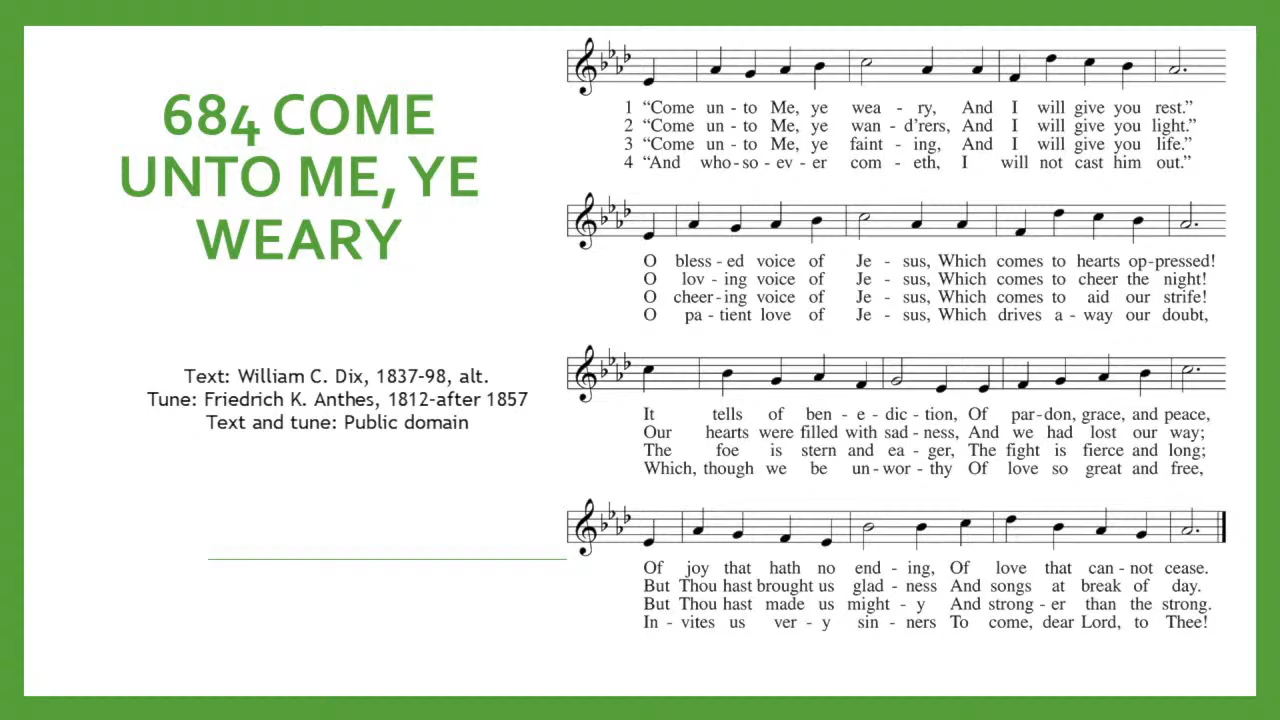 684 COME
UNTO ME, YE
WEARY
Text: William C. Dix, 1837-98, alt.
Tune: Friedrich K. Anthes, 1812-after 1857
Text and tune: Public domain
1 “Come un - to Me, ye wea - ry, And I will give you rest.”
2 “Come un - to Me, ye wan - d’rers, And I will give you light.”
3 “Come un - to Me, ye faint - ing, And I will give you life.”
4 “And who - so - ev - er com - eth, I will not cast him out.”
O bless - ed voice of Je - sus, Which comes to hearts op - pressed!
O lov - ing voice of Je - sus, Which comes to cheer the night!
O cheer - ing voice of Je - sus, Which comes to aid our strife!
O pa - tient love of Je - sus, Which drives a - way our doubt,
It tells of ben - e - dic - tion, Of par - don, grace, and peace,
Our hearts were filled with sad - ness, And we had lost our way;
The foe is stern and ea - ger, The fight is fierce and long;
Which, though we be un - wor - thy Of love so great and free,
Of joy that hath no end - ing, Of love that can - not cease.
But Thou hast brought us glad - ness And songs at break of day.
But Thou hast made us might - y And strong - er than the strong.
In - vites us ver - y sin - ners To come, dear Lord, to Thee!